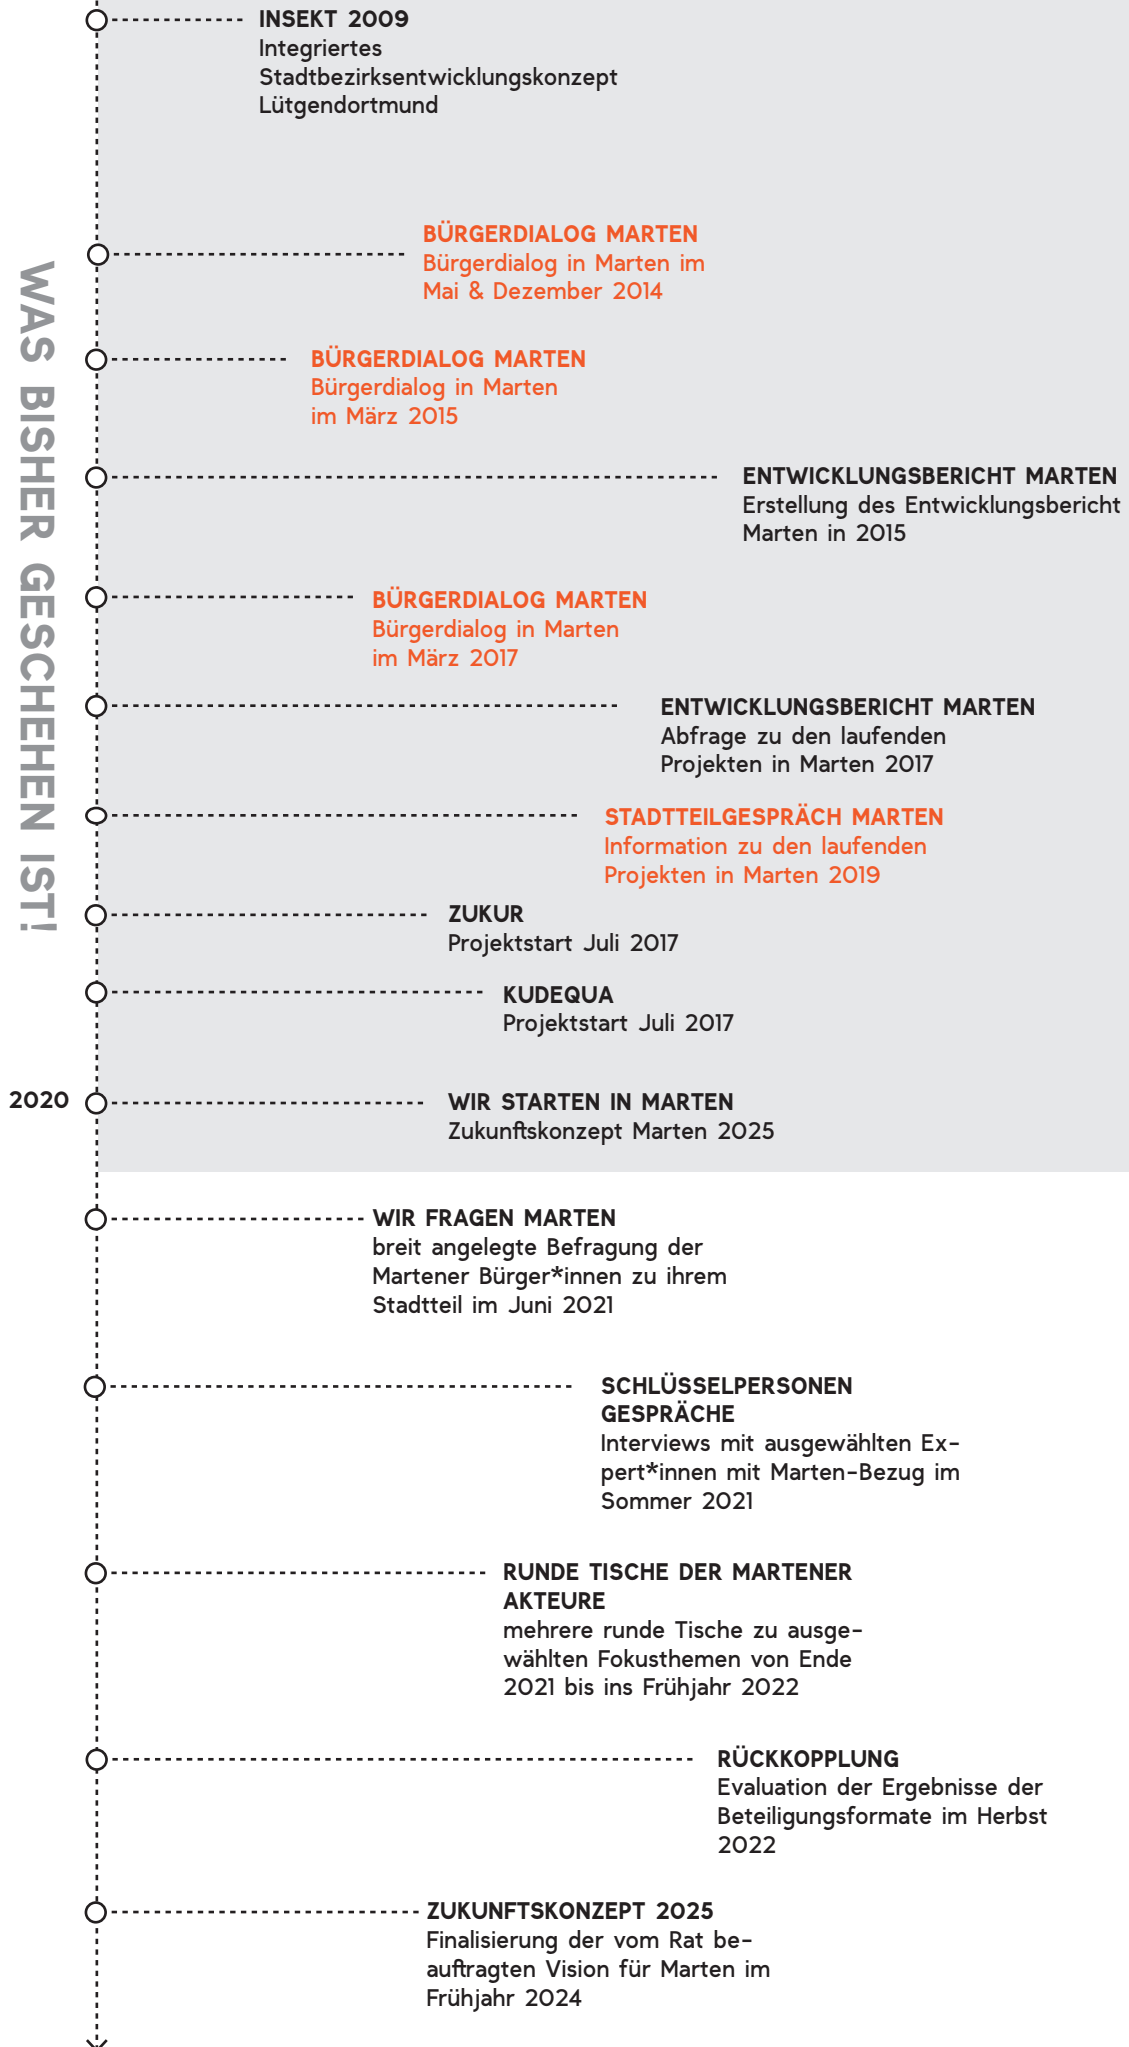 WAS BISHER GESCHEHEN IST!
INSEKT 2009
Integriertes
Stadtbezirksentwicklungskonzept
Lütgendortmund
BÜRGERDIALOG MARTEN
Bürgerdialog in Marten im
Mai & Dezember 2014
BÜRGERDIALOG MARTEN
Bürgerdialog in Marten
im März 2015
ENTWICKLUNGSBERICHT MARTEN
Erstellung des Entwicklungsbericht
Marten in 2015
BÜRGERDIALOG MARTEN
Bürgerdialog in Marten
im März 2017
ENTWICKLUNGSBERICHT MARTEN
Abfrage zu den laufenden
Projekten in Marten 2017
STADTTEILGESPRÄCH MARTEN
Information zu den laufenden
Projekten in Marten 2019
ZUKUR
Projektstart Juli 2017
KUDEQUA
Projektstart Juli 2017
2020
WIR STARTEN IN MARTEN
Zukunftskonzept Marten 2025
WIR FRAGEN MARTEN
breit angelegte Befragung der
Martener Bürger*innen zu ihrem
Stadtteil im Juni 2021
SCHLÜSSELPERSONEN
GESPRÄCHE
Interviews mit ausgewählten Ex-
pert*innen mit Marten-Bezug im
Sommer 2021
RUNDE TISCHE DER MARTENER
AKTEURE
mehrere runde Tische zu ausge-
wählten Fokusthemen von Ende
2021 bis ins Frühjahr 2022
RÜCKKOPPLUNG
Evaluation der Ergebnisse der
Beteiligungsformate im Herbst
2022
ZUKUNFTSKONZEPT 2025
Finalisierung der vom Rat be-
auftragten Vision für Marten im
Frühjahr 2024